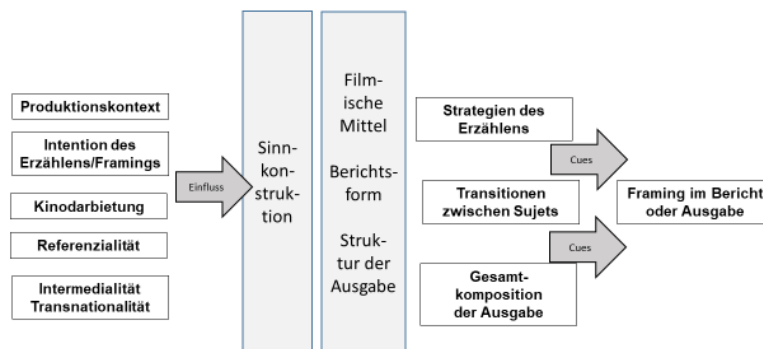 Produktionskontext
Intention des
Erzählens/Framings
Kinodarbietung
Referenzialität
Intermedialität
Transnationalität
Einfluss
Sinn-
kon-
struk-
tion
Film-
ische
Mittel
Berichts-
form
Struk-
tur der
Ausgabe
Strategien des
Erzählens
Transitionen
zwischen Sujets
Gesamt-
komposition
der Ausgabe
Cues
Cues
Framing im Bericht
oder Ausgabe